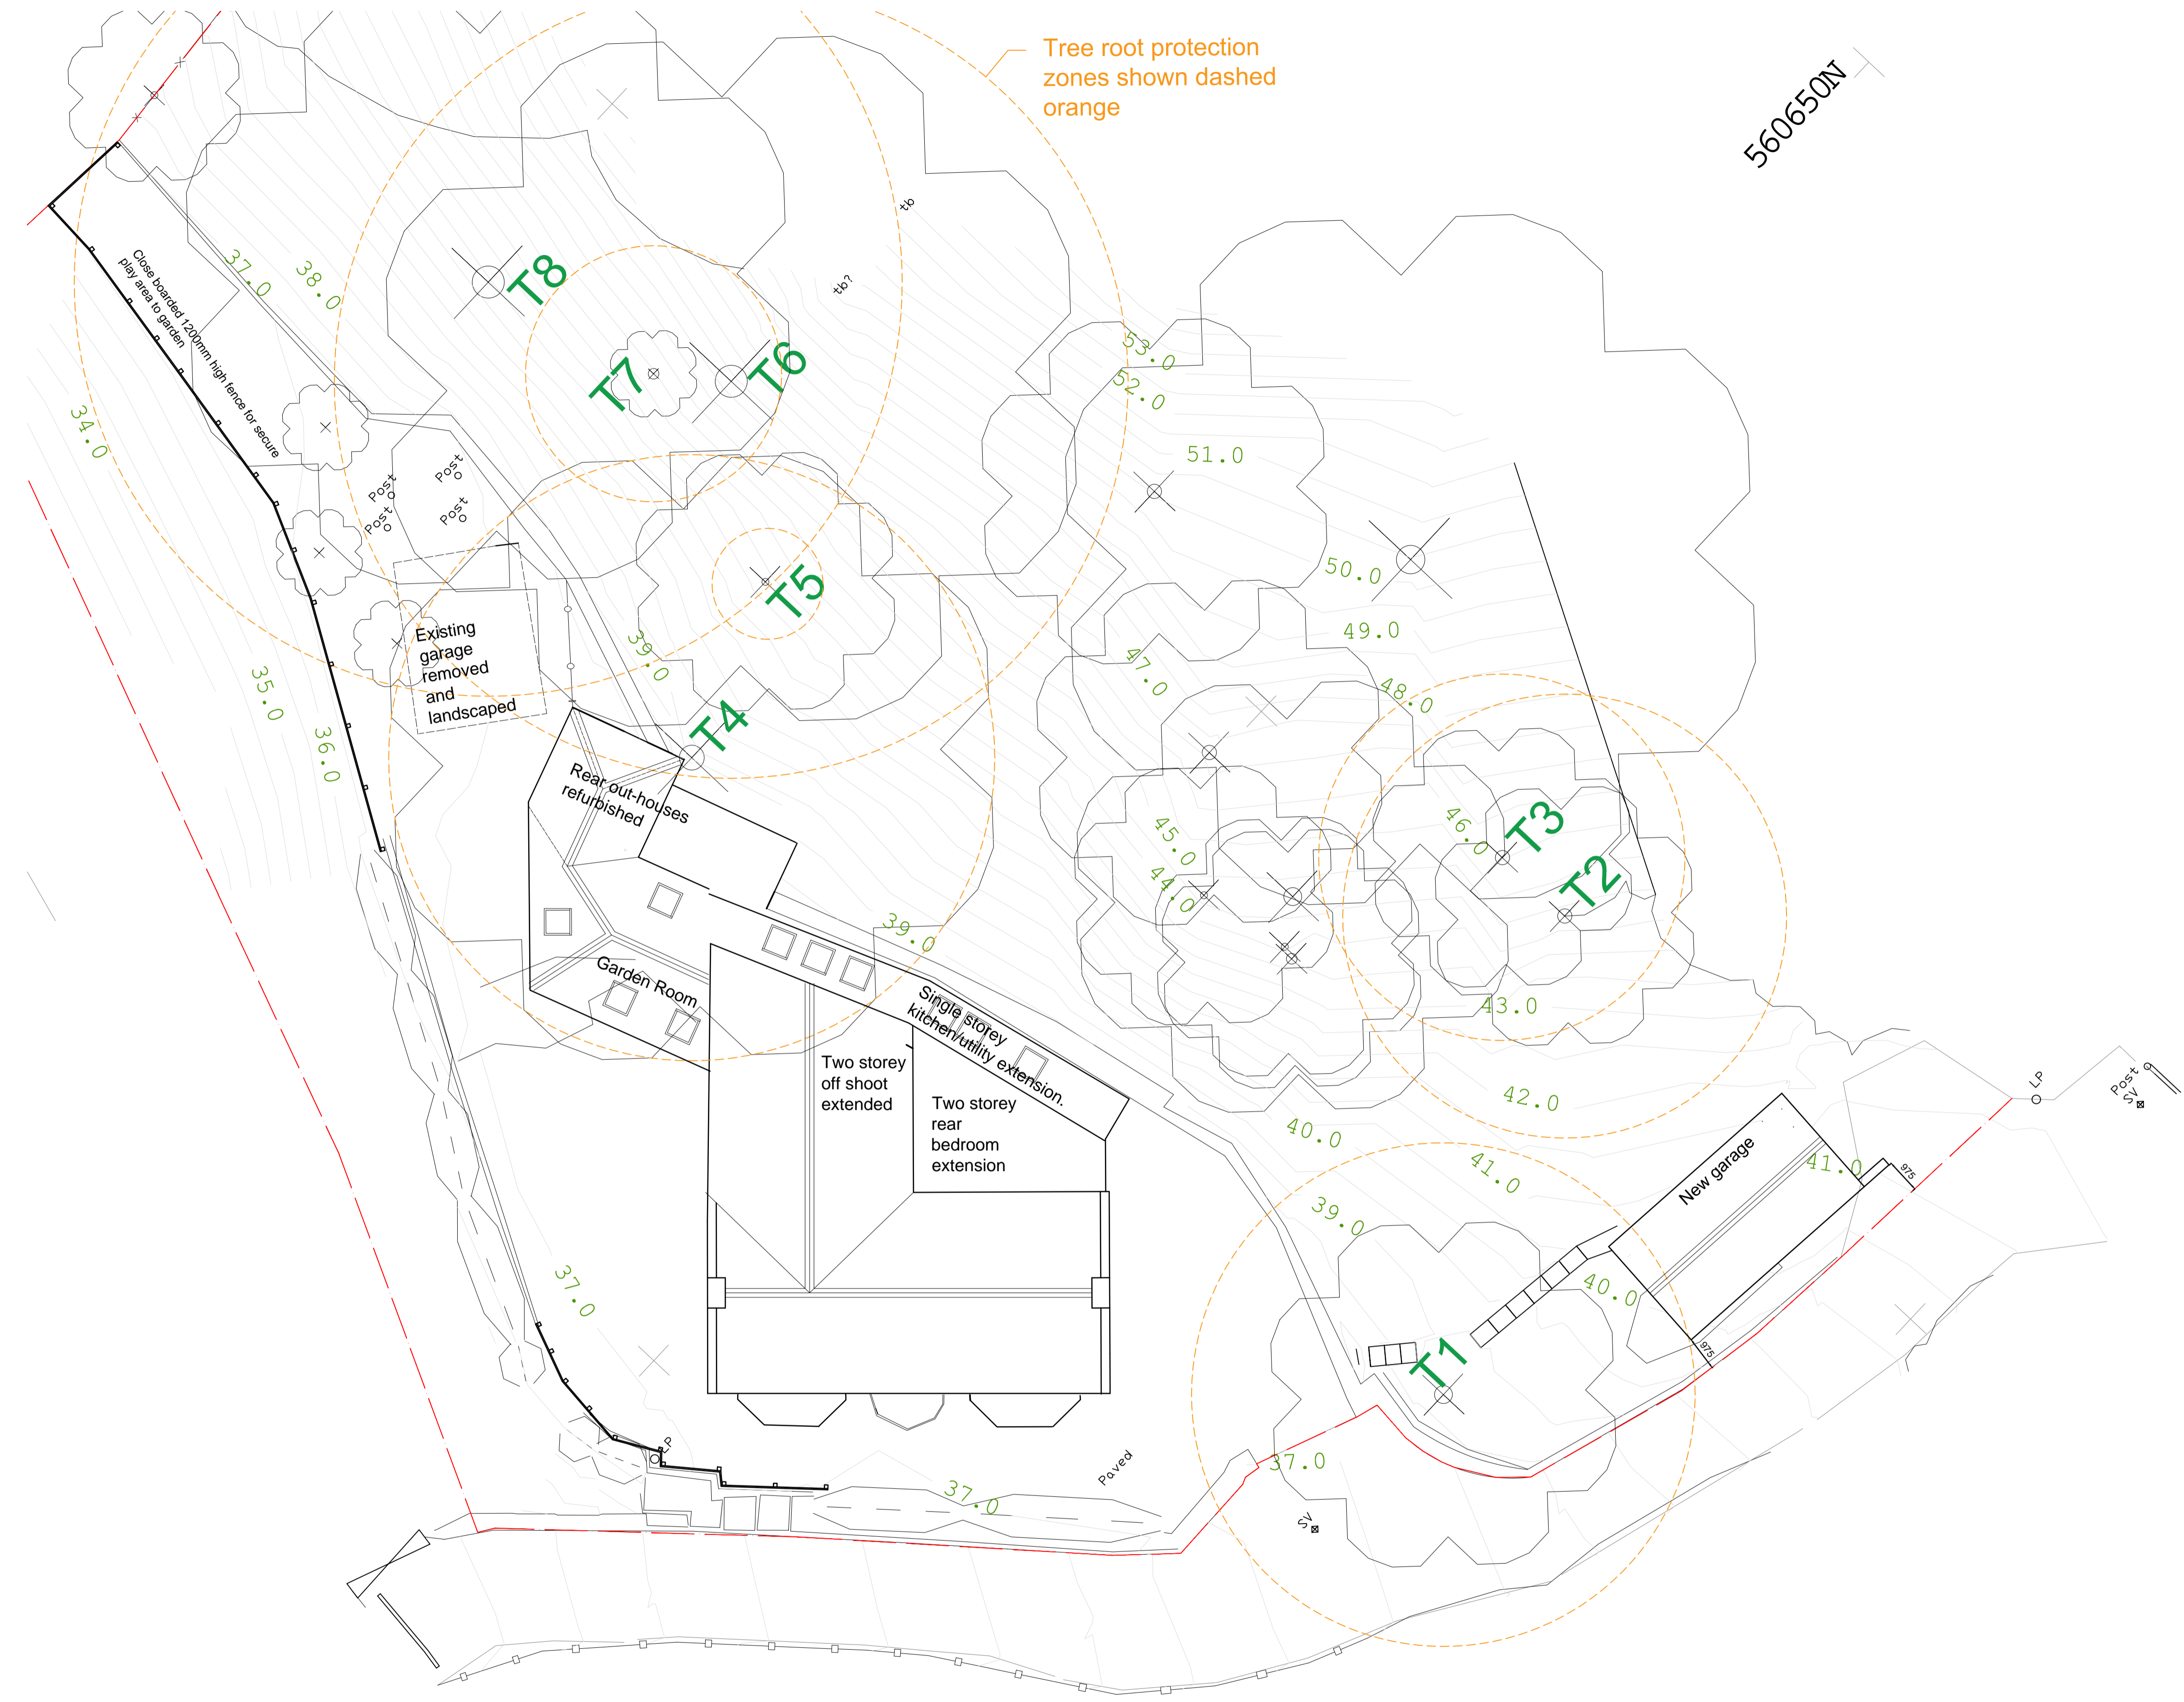 Tree root protection
zones shown dashed
orange
560650N
tb
tb?
T8
T7
T6
T5
T4
T3
T2
T1
37.0
38.0
34.0
Close boarded 1200mm high fence for secure
play area to garden
Post
Post
Post
Post
53.0
52.0
51.0
50.0
49.0
48.0
47.0
46.0
45.0
44.0
43.0
42.0
41.0
40.0
39.0
39.0
39.0
35.0
36.0
Existing
garage
removed
and
landscaped
Rear out-houses
refurbished
Garden Room
Single storey
kitchen/utility extension.
Two storey
off shoot
extended
Two storey
rear
bedroom
extension
New garage
41.0
40.0
975
975
LP
Post
SV
37.0
LP
37.0
Paved
37.0
SV